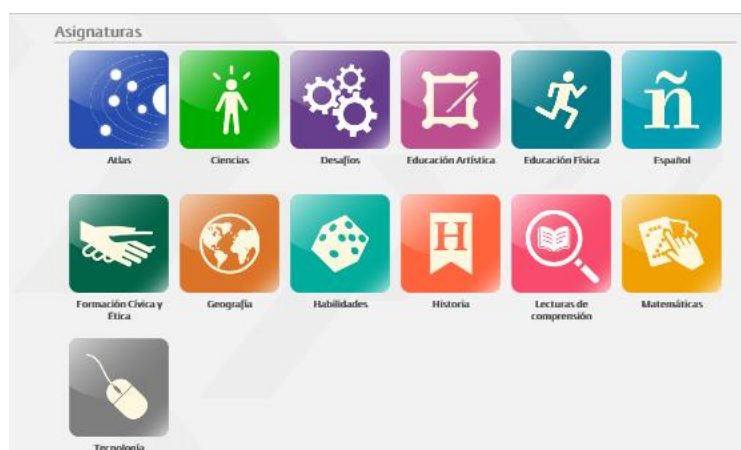 Asignaturas
Atlas
Ciencias
Desafíos
Educación Artística
Educación Física
ñ
Español
Formación Cívica y
Ética
Geografía
Habilidades
H
Historia
Lecturas de
comprensión
Matemáticas
Tecnología